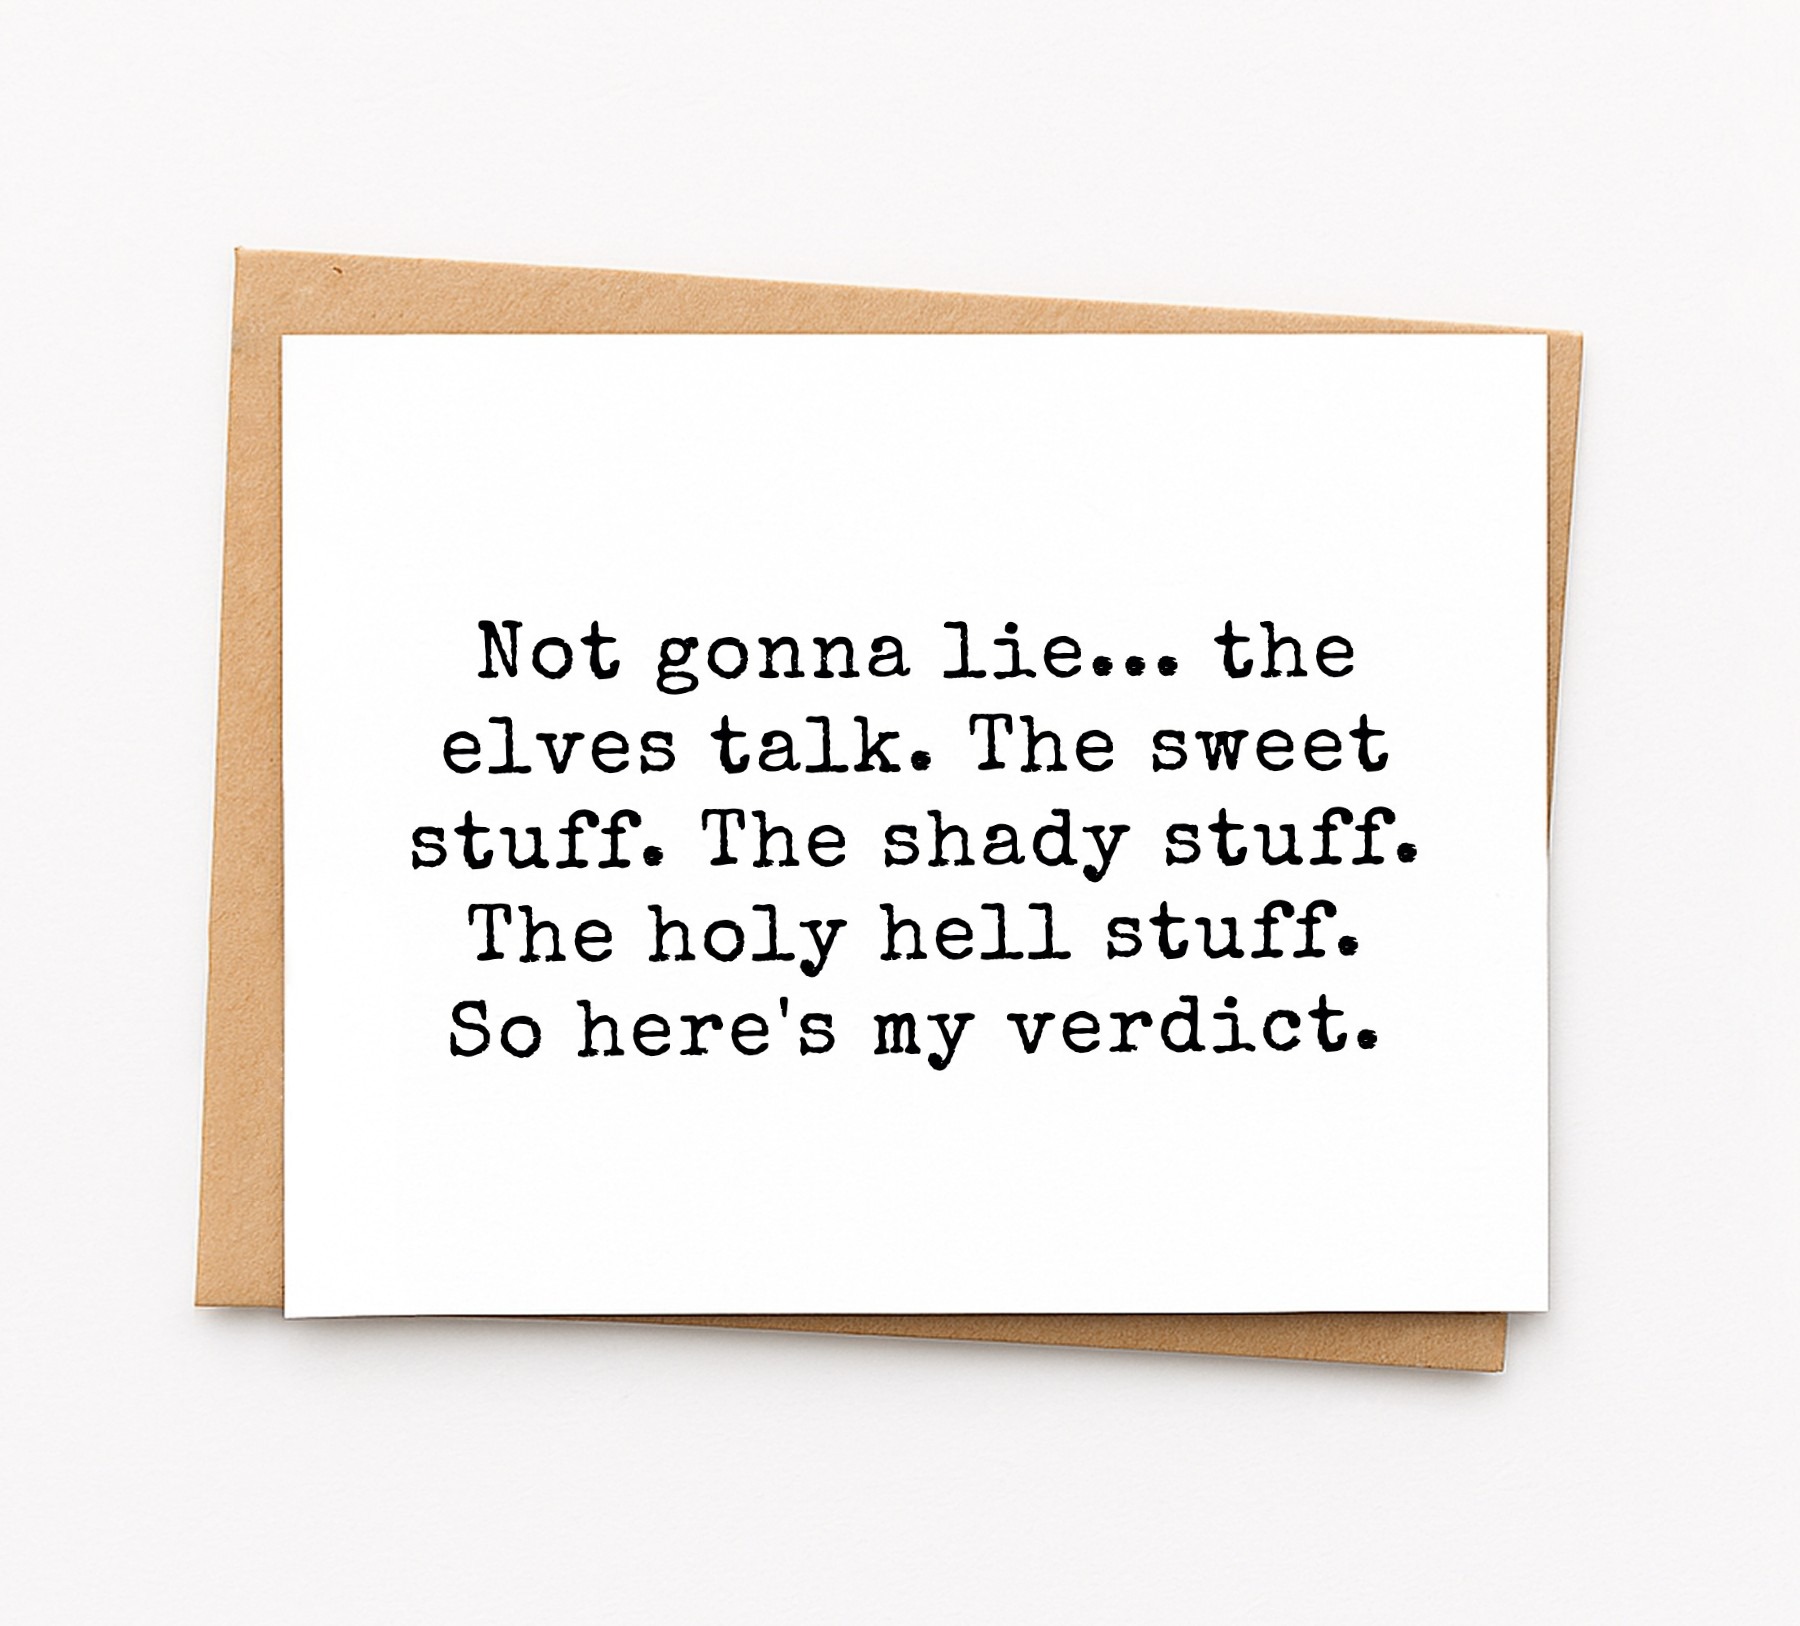 Not gonna lie... the
elves talk. The sweet
stuff. The shady stuff.
The holy hell stuff.
So here's my verdict.